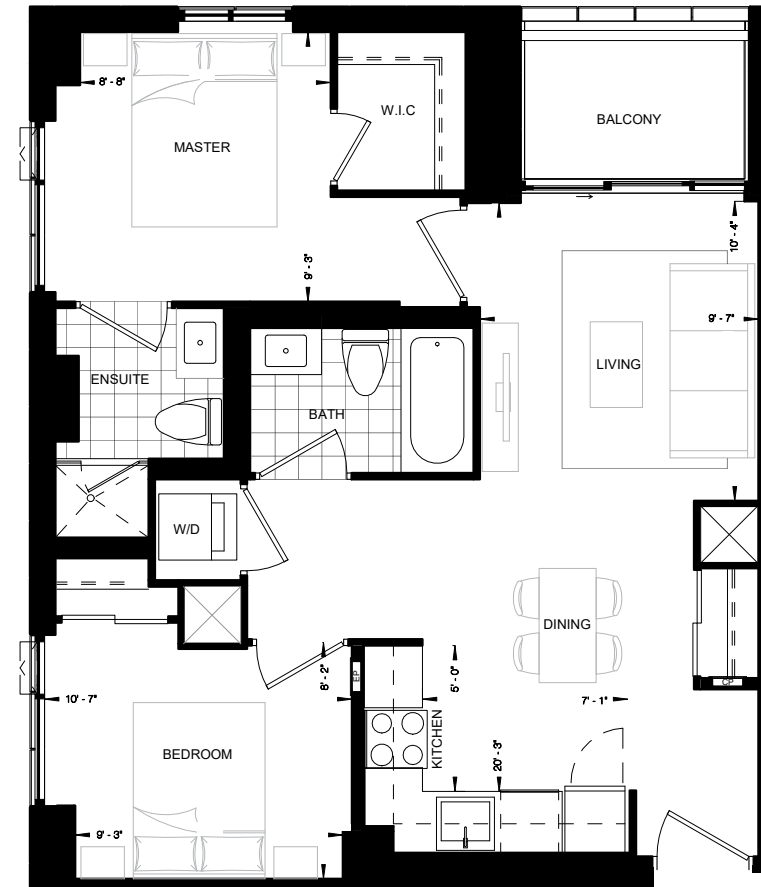 8' - 8"
W.I.C
BALCONY
MASTER
9' - 3"
10' - 4"
9' - 7"
LIVING
ENSUITE
BATH
W/D
DINING
8' - 2"
EP
5' - 0"
CP
10' - 7"
7' - 1"
KITCHEN
BEDROOM
20' - 3"
9' - 3"